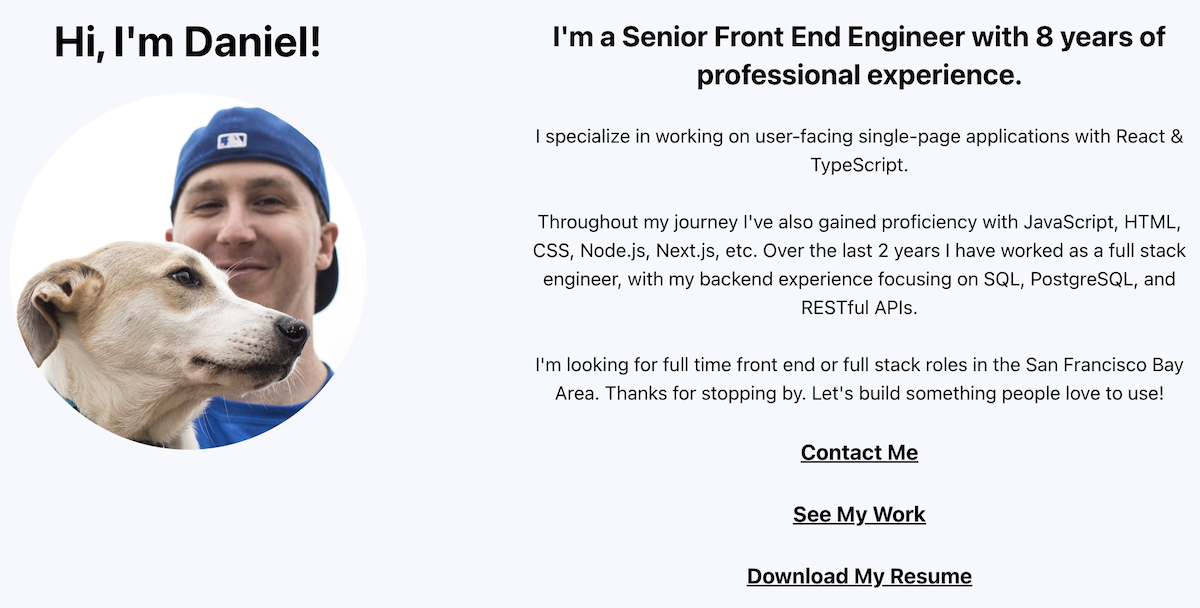 Hi, I'm Daniel!
I'm a Senior Front End Engineer with 8 years of
professional experience.
I specialize in working on user-facing single-page applications with React &
TypeScript.
Throughout my journey I've also gained proficiency with JavaScript, HTML,
CSS, Node.js, Next.js, etc. Over the last 2 years I have worked as a full stack
engineer, with my backend experience focusing on SQL, PostgreSQL, and
RESTful APIs.
I'm looking for full time front end or full stack roles in the San Francisco Bay
Area. Thanks for stopping by. Let's build something people love to use!
Contact Me
See My Work
Download My Resume